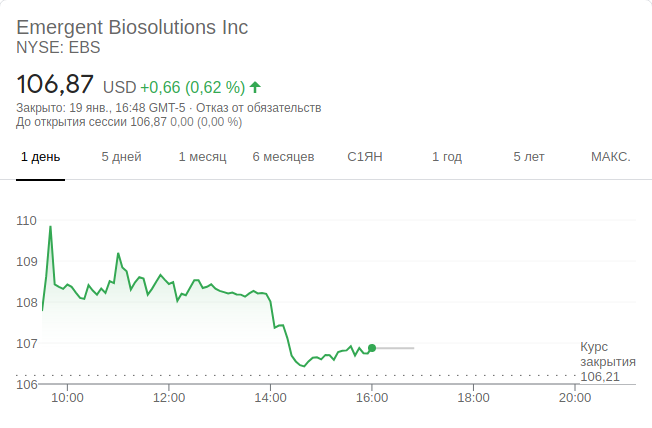 Emergent Biosolutions Inc
NYSE: EBS
106,87 USD +0,66 (0,62 %)
Закрыто: 19 янв., 16:48 GMT-5 · Отказ от обязательств
До открытия сессии 106,87 0,00 (0,00 %)
1 день 5 дней 1 месяц 6 месяцев С1ЯН 1 год 5 лет МАКС.
110
109
108
107
Курс
закрытия
106,21
106
10:00 12:00 14:00 16:00 18:00 20:00